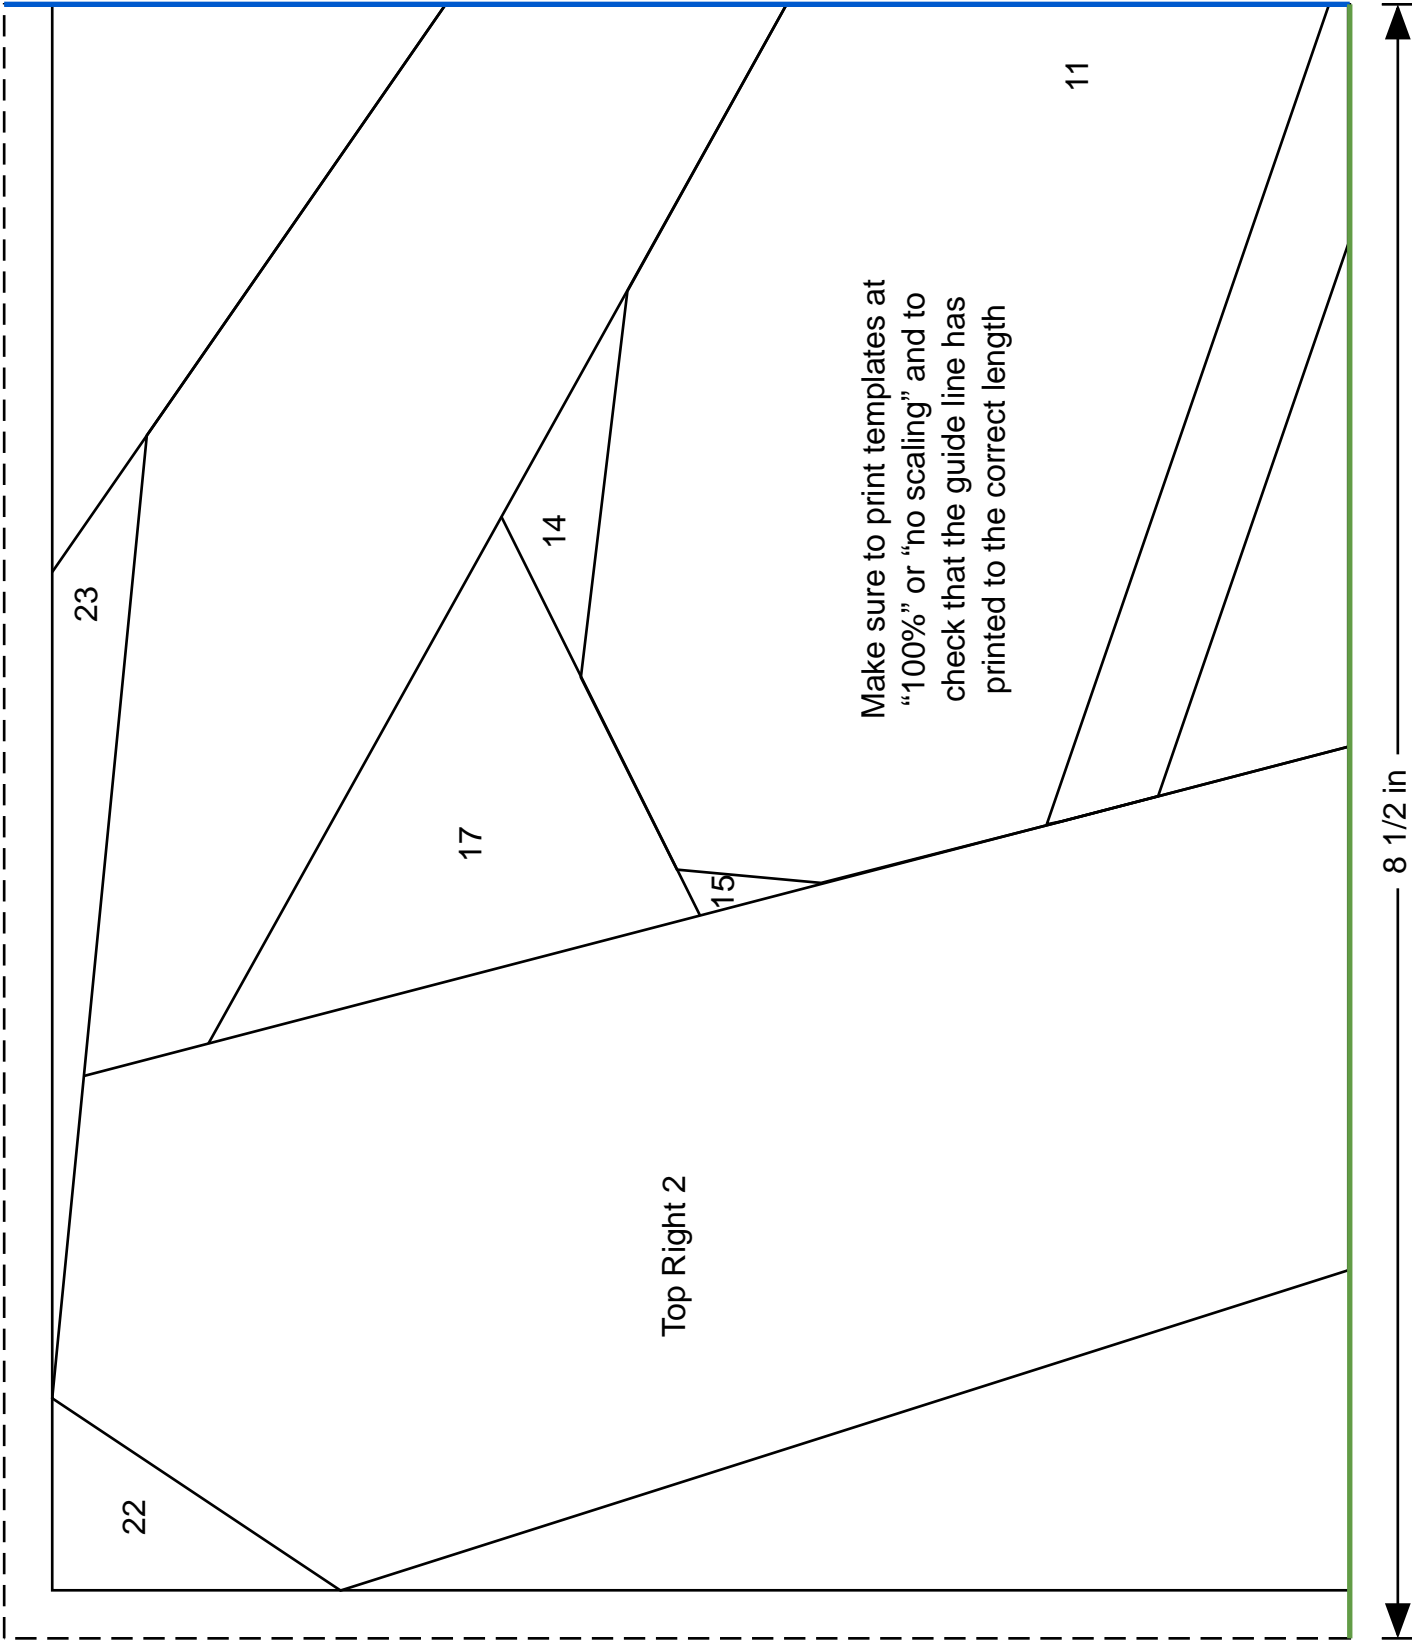 22
23
Top Right 2
17
14
15
Make sure to print templates at
“100%” or “no scaling” and to
check that the guide line has
printed to the correct length
11
8 1/2 in